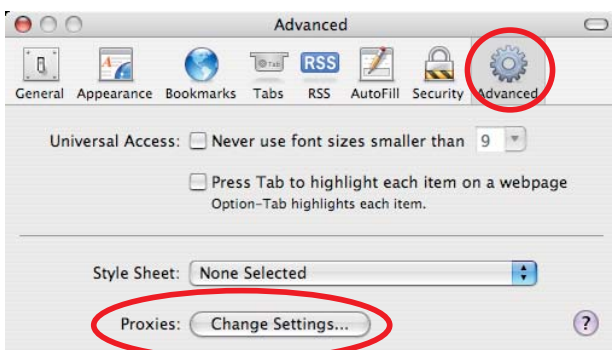 Advanced
RSS
General Appearance Bookmarks Tabs RSS AutoFill Security Advanced
Universal Access: Never use font sizes smaller than 9
Press Tab to highlight each item on a webpage
Option-Tab highlights each item.
Style Sheet: None Selected
Proxies: Change Settings... ?